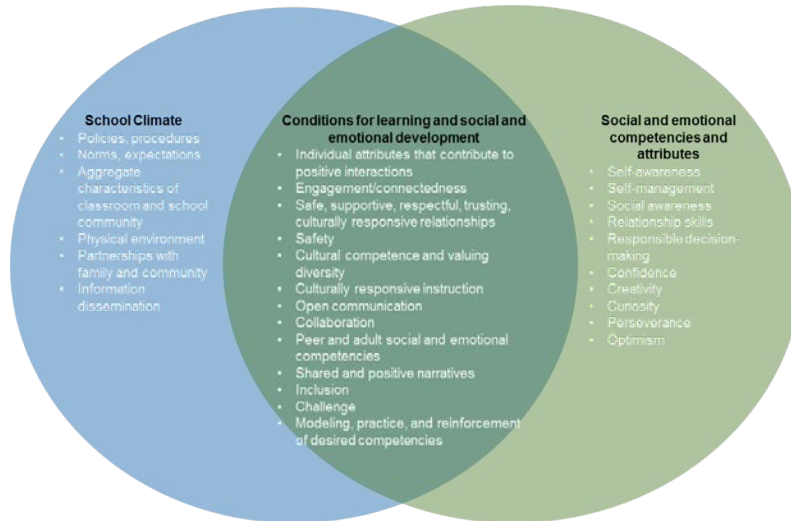 School Climate
• Policies, procedures
• Norms, expectations
• Aggregate
characteristics of
classroom and school
community
• Physical environment
• Partnerships with
family and community
• Information
dissemination
Conditions for learning and social and
emotional development
• Individual attributes that contribute to
positive interactions
• Engagement/connectedness
• Safe, supportive, respectful, trusting,
culturally responsive relationships
• Safety
• Cultural competence and valuing
diversity
• Culturally responsive instruction
• Open communication
• Collaboration
• Peer and adult social and emotional
competencies
• Shared and positive narratives
• Inclusion
• Challenge
• Modeling, practice, and reinforcement
of desired competencies
Social and emotional
competencies and
attributes
• Self-awareness
• Self-management
• Social awareness
• Relationship skills
• Responsible decision-
making
• Confidence
• Creativity
• Curiosity
• Perseverance
• Optimism